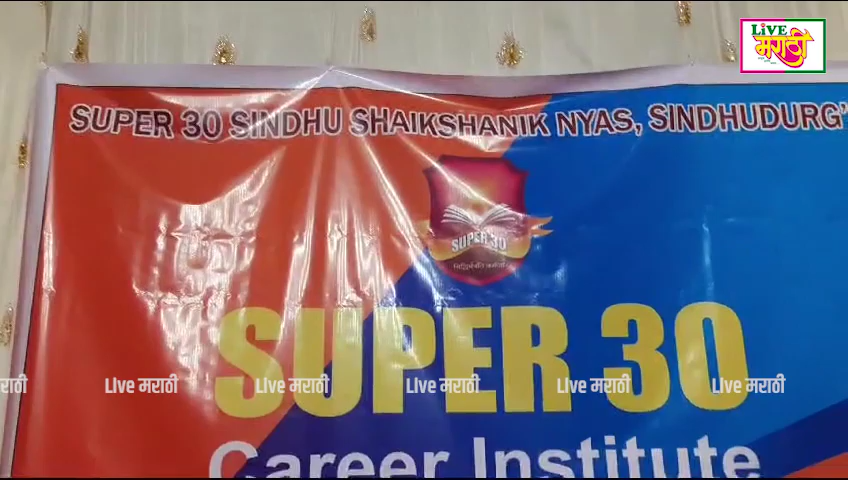 LiVE
मराठी
SUPER 30 SINDHU SHAIKSHANIK NYAS, SINDHUDURG"
SUPER 30
SUPER 30
राठी Live मराठी Live मराठी Live मराठी Live मराठी Live मराठी
Career Institute